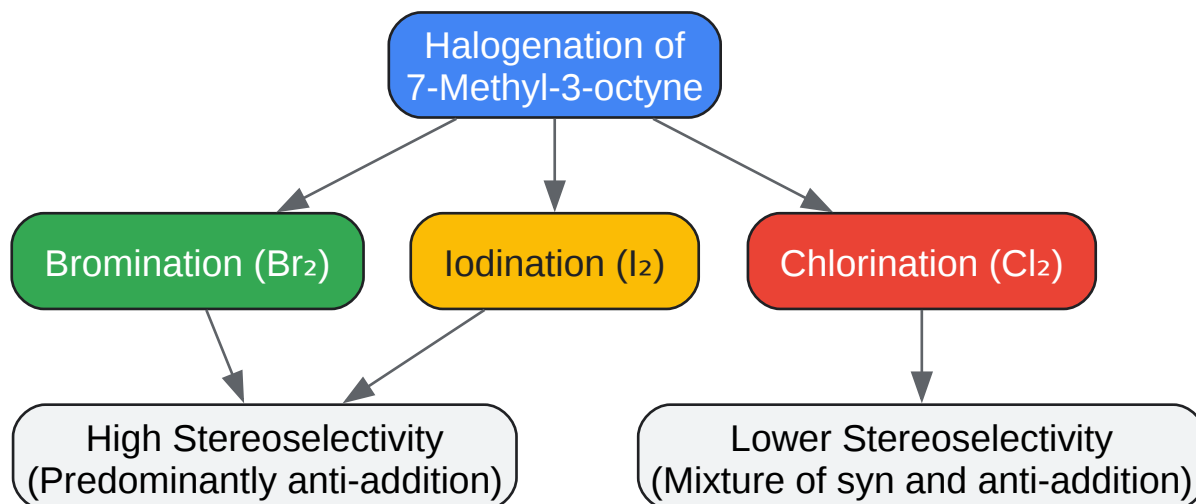 Halogenation of
7-Methyl-3-octyne
Bromination (Br₂)
Iodination (I₂)
Chlorination (Cl₂)
High Stereoselectivity
(Predominantly anti-addition)
Lower Stereoselectivity
(Mixture of syn and anti-addition)